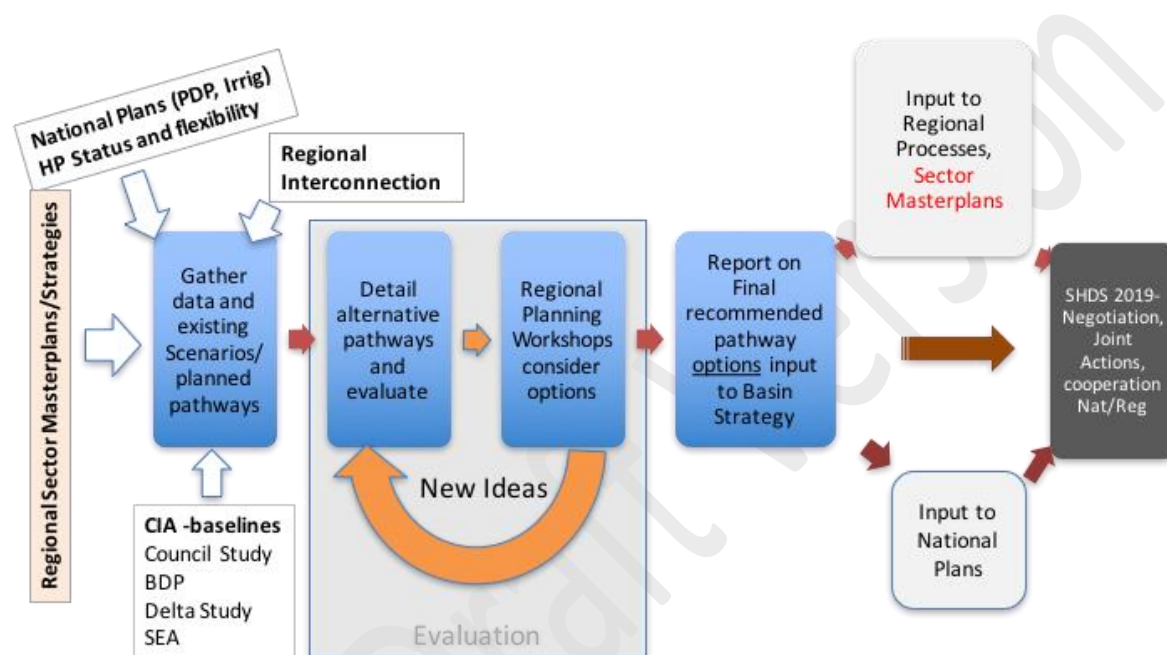 National Plans (PDP, Irrig)
HP Status and flexibility
Regional
Interconnection
Regional Sector Masterplans/Strategies
Gather
data and
existing
Scenarios/
planned
pathways
CIA -baselines
Council Study
BDP
Delta Study
SEA
Detail
alternative
pathways
and
evaluate
Regional
Planning
Workshops
consider
options
New Ideas
Evaluation
Report on
Final
recommended
pathway
options input
to Basin
Strategy
Input to
Regional
Processes,
Sector
Masterplans
Input to
National
Plans
SHDS 2019-
Negotiation,
Joint
Actions,
cooperation
Nat/Reg
Draft Version